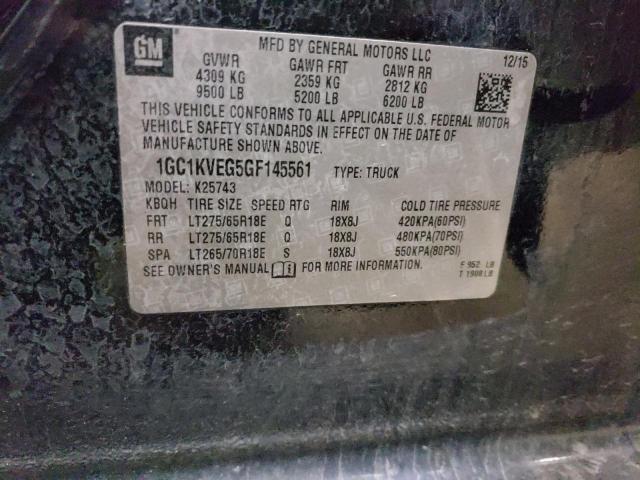 GM
MFD BY GENERAL MOTORS LLC 12/15
GVWR GAWR FRT GAWR RR
4309 KG 2359 KG 2812 KG
9500 LB 5200 LB 6200 LB
THIS VEHICLE CONFORMS TO ALL APPLICABLE U.S. FEDERAL MOTOR
VEHICLE SAFETY STANDARDS IN EFFECT ON THE DATE OF
MANUFACTURE SHOWN ABOVE.
1GC1KVEG5GF145561 TYPE: TRUCK
MODEL: K25743
KBQH TIRE SIZE SPEED RTG RIM COLD TIRE PRESSURE
FRT LT275/65R18E Q 18X8J 420KPA(60PSI)
RR LT275/65R18E Q 18X8J 480KPA(70PSI)
SPA LT265/70R18E S 18X8J 550KPA(80PSI)
SEE OWNER'S MANUAL i FOR MORE INFORMATION.
F 952 LB
T 1908 LB